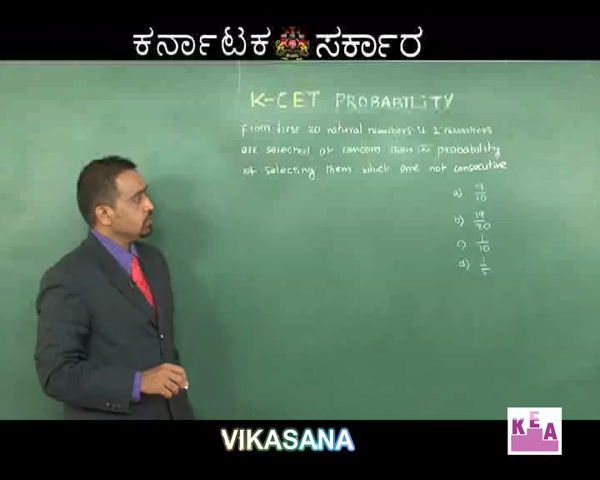 ಕರ್ನಾಟಕ ಸರ್ಕಾರ
K-CET PROBABILITY
From first 20 natural numbers if 2 numbers
are selected at random then the probability
of selecting them which are not consecutive
a) 9/10
b) 19/20
c) 1/10
d) 1/5
VIKASANA
KEA